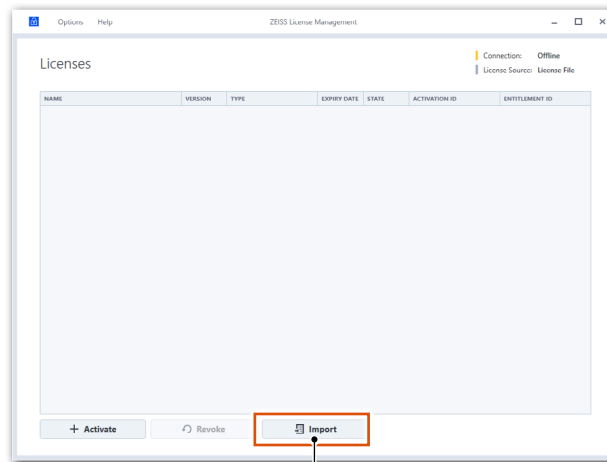 Options Help ZEISS License Management
Licenses
Connection: Offline
License Source: License File
NAME VERSION TYPE EXPIRY DATE STATE ACTIVATION ID ENTITLEMENT ID
+ Activate Revoke Import